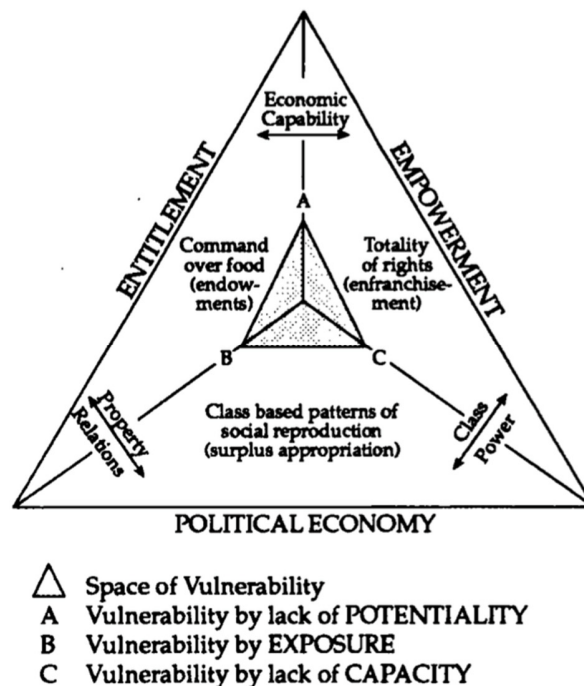 Economic
Capability
ENTITLEMENT
EMPOWERMENT
A
Command
over food
(endow-
ments)
Totality
of rights
(enfranchise-
ment)
B
C
Property
Relations
Class based patterns of
social reproduction
(surplus appropriation)
Class
Power
POLITICAL ECONOMY
Space of Vulnerability
A Vulnerability by lack of POTENTIALITY
B Vulnerability by EXPOSURE
C Vulnerability by lack of CAPACITY